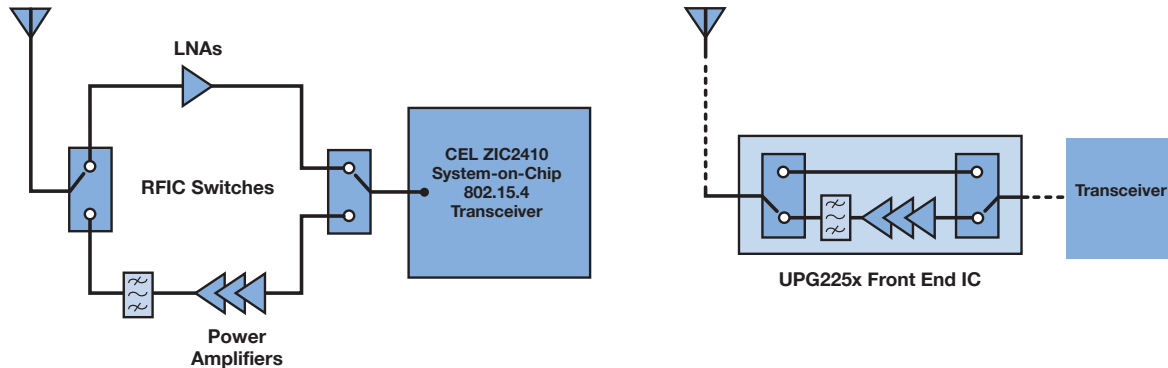 LNAs
RFIC Switches
CEL ZIC2410
System-on-Chip
802.15.4
Transceiver
Power
Amplifiers
Transceiver
UPG225x Front End IC